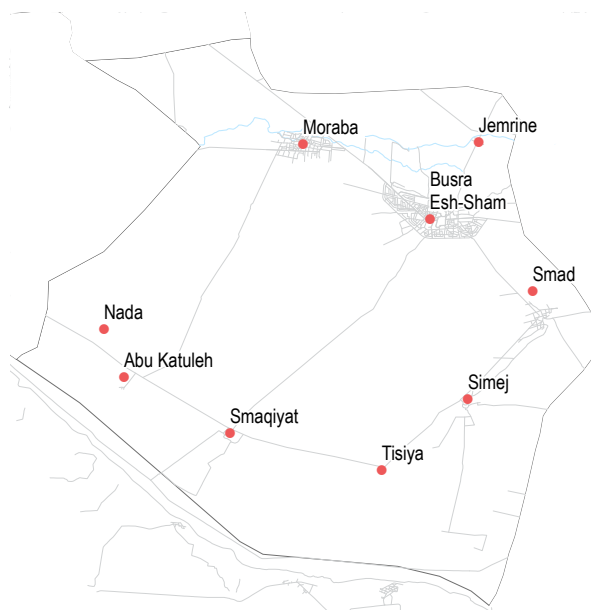 Moraba
Jemrine
Busra
Esh-Sham
Smad
Nada
Abu Katuleh
Simej
Smaqiyat
Tisiya